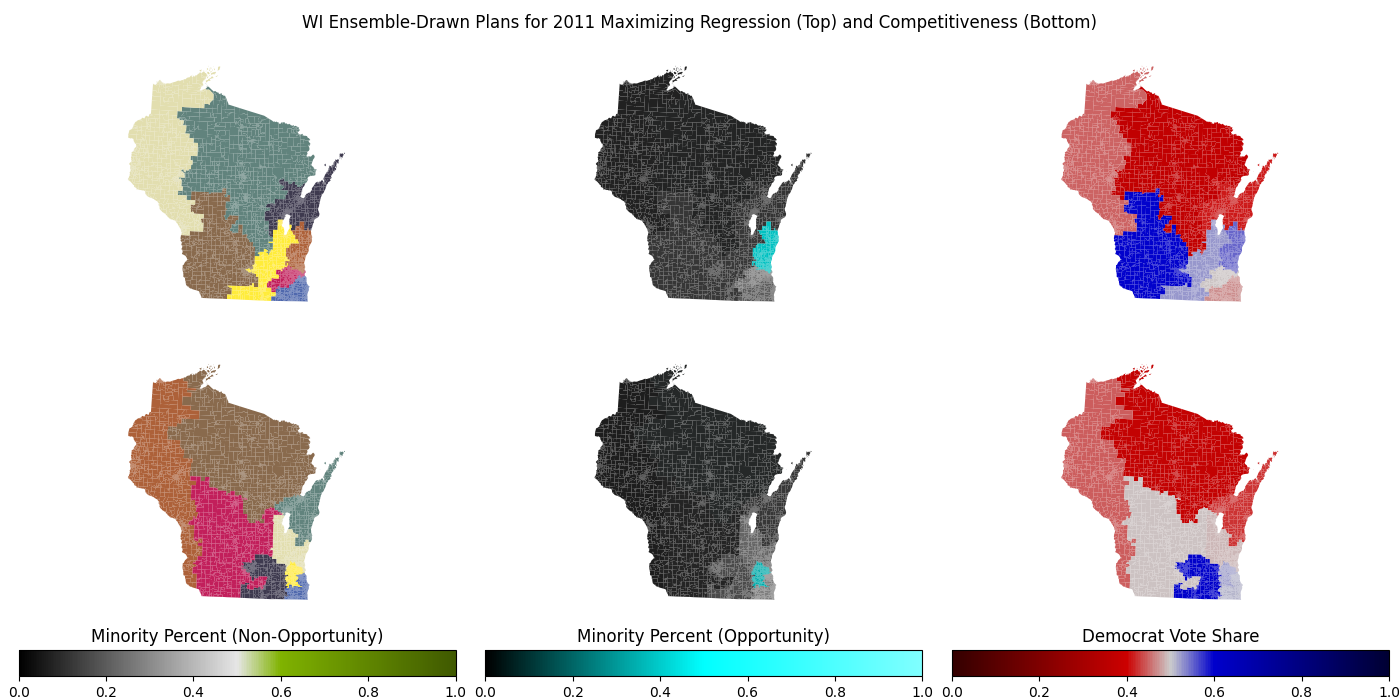 WI Ensemble-Drawn Plans for 2011 Maximizing Regression (Top) and Competitiveness (Bottom)
Minority Percent (Non-Opportunity) Minority Percent (Opportunity) Democrat Vote Share
0.0 0.2 0.4 0.6 0.8 1.0 0.0 0.2 0.4 0.6 0.8 1.0 0.0 0.2 0.4 0.6 0.8 1.0